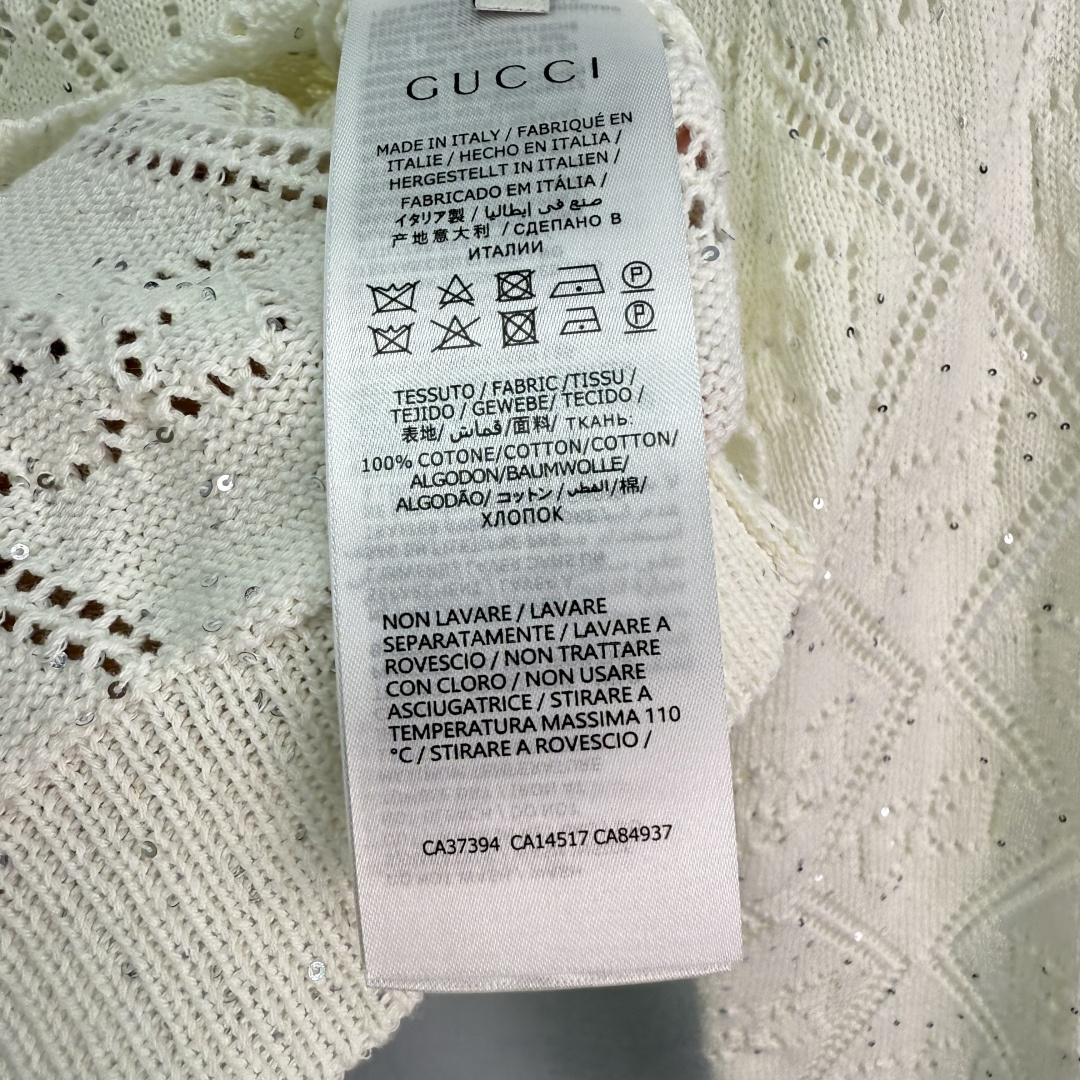 GUCCI
MADE IN ITALY / FABRIQUÉ EN
ITALIE / HECHO EN ITALIA /
HERGESTELLT IN ITALIEN /
FABRICADO EM ITÁLIA /
イタリア製 / صنع في إيطاليا
产地意大利 / СДЕПАНО В
ИТАЛИИ
P
P
TESSUTO / FABRIC /TISSU /
TEJIDO / GEWEBE/ TECIDO /
表地/ قماش /面料/ ТКАНЬ:
100% COTONE/COTTON/COTTON/
ALGODON/BAUMWOLLE/
ALGODÃO/ コットン / القطن/棉/
ХЛОПОК
NON LAVARE / LAVARE
SEPARATAMENTE / LAVARE A
ROVESCIO / NON TRATTARE
CON CLORO / NON USARE
ASCIUGATRICE / STIRARE A
TEMPERATURA MASSIMA 110
°C / STIRARE A ROVESCIO /
CA37394 CA14517 CA84937